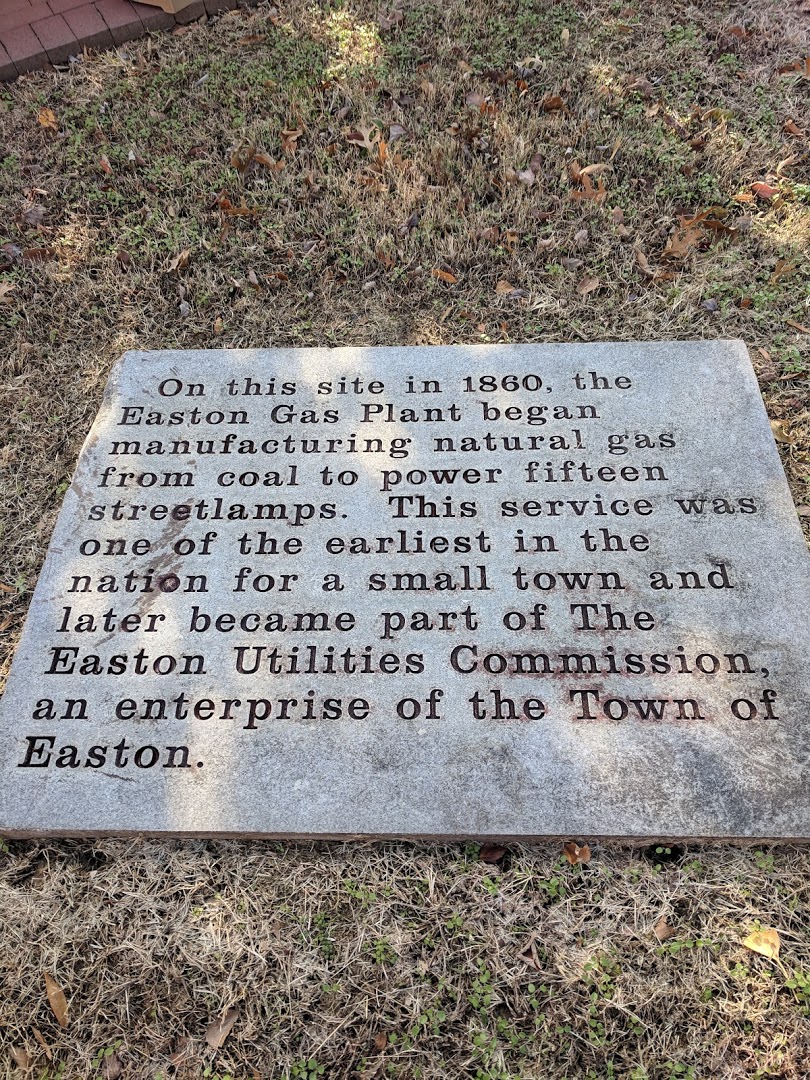 On this site in 1860, the
Easton Gas Plant began
manufacturing natural gas
from coal to power fifteen
streetlamps. This service was
one of the earliest in the
nation for a small town and
later became part of The
Easton Utilities Commission,
an enterprise of the Town of
Easton.